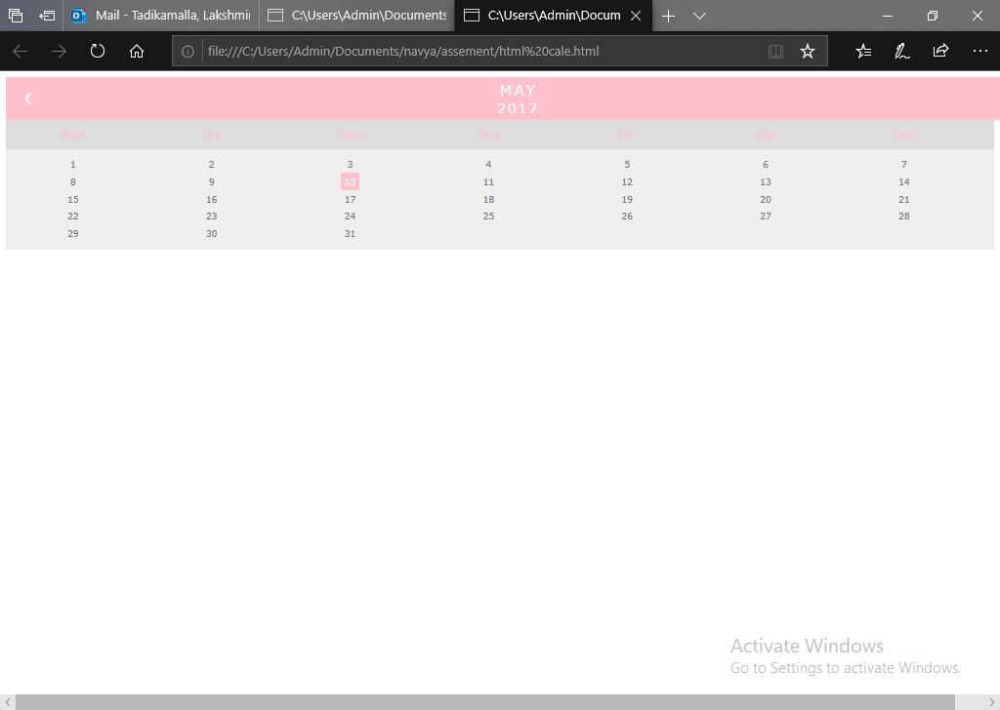 Mail - Tadikamalla, Lakshmi
C:\Users\Admin\Documents
C:\Users\Admin\Docum
file:///C:/Users/Admin/Documents/navya/assement/html%20cale.html
MAY
2017
Mon Tue Wed Thu Fri Sat Sun
1 2 3 4 5 6 7
8 9 15 11 12 13 14
15 16 17 18 19 20 21
22 23 24 25 26 27 28
29 30 31
Activate Windows
Go to Settings to activate Windows.